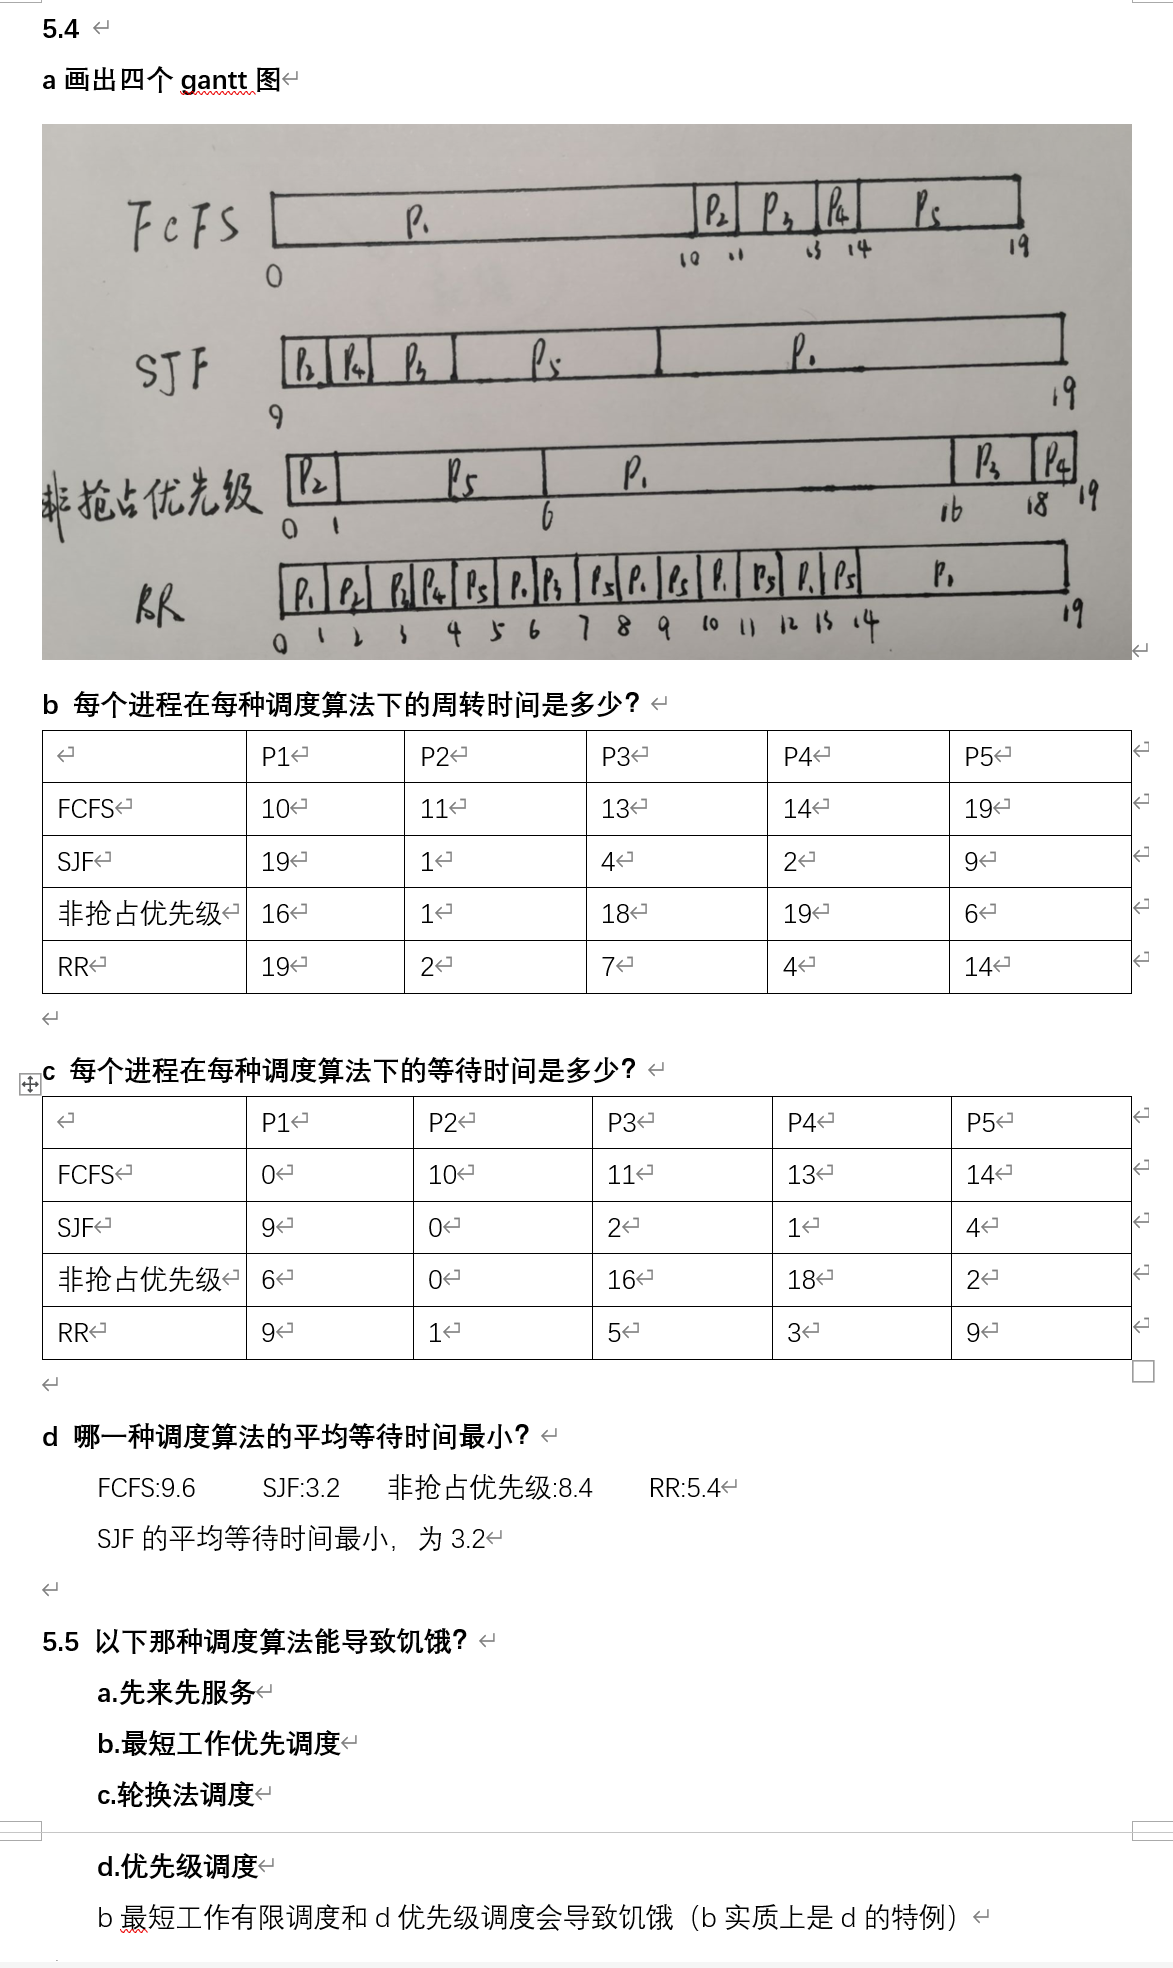 5.4
a 画出四个 gantt 图
FCFS P1 P2 P3 P4 P5
0 10 11 13 14 19
SJF P2 P4 P3 P5 P1
19
非抢占优先级 P2 P5 P1 P3 P4
0 1 6 16 18 19
RR P1 P2 P3 P4 P5 P1 P3 P5 P1 P5 P1 P5 P1 P5 P1
0 1 2 3 4 5 6 7 8 9 10 11 12 13 14 19
b 每个进程在每种调度算法下的周转时间是多少?
P1 P2 P3 P4 P5
FCFS 10 11 13 14 19
SJF 19 1 4 2 9
非抢占优先级 16 1 18 19 6
RR 19 2 7 4 14
c 每个进程在每种调度算法下的等待时间是多少?
P1 P2 P3 P4 P5
FCFS 0 10 11 13 14
SJF 9 0 2 1 4
非抢占优先级 6 0 16 18 2
RR 9 1 5 3 9
d 哪一种调度算法的平均等待时间最小?
FCFS:9.6 SJF:3.2 非抢占优先级:8.4 RR:5.4
SJF 的平均等待时间最小，为 3.2
5.5 以下那种调度算法能导致饥饿?
a.先来先服务
b.最短工作优先调度
c.轮换法调度
d.优先级调度
b 最短工作有限调度和 d 优先级调度会导致饥饿（b 实质上是 d 的特例）